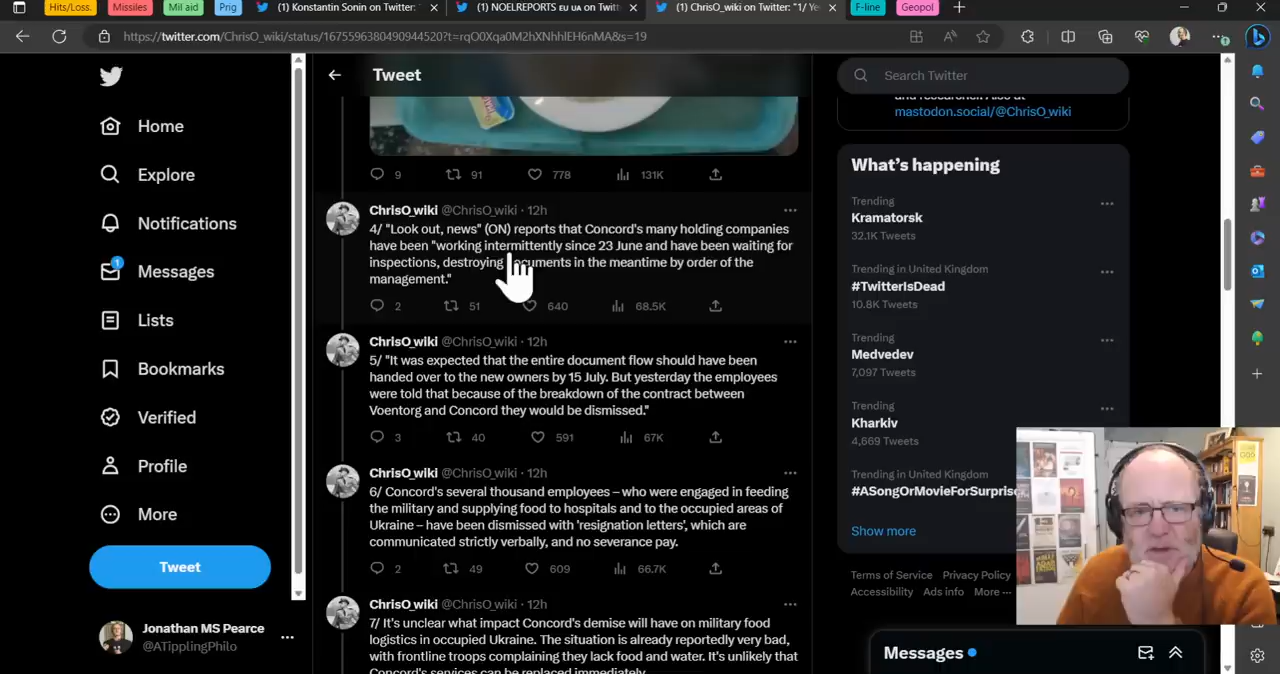 Hits/Loss.
Missiles
Mil aid
Prig
(1) Konstantin Sonin on Twitter:
(1) NOELREPORTS EU UA on Twitt
(1) ChrisO_wiki on Twitter: "1/ Ye
F-line
Geopol
https://twitter.com/ChrisO_wiki/status/1675596380490944520?t=rqO0Xqa0M2hXNhhlEH6nMA&s=19
Tweet
Search Twitter
mastodon.social/@ChrisO_wiki
Home
Explore
Notifications
1
Messages
Lists
Bookmarks
Verified
Profile
More
Tweet
Jonathan MS Pearce
@ATipplingPhilo
9 91 778 131K
ChrisO_wiki @ChrisO_wiki · 12h
4/ "Look out, news" (ON) reports that Concord's many holding companies
have been "working intermittently since 23 June and have been waiting for
inspections, destroying documents in the meantime by order of the
management."
2 51 640 68.5K
ChrisO_wiki @ChrisO_wiki · 12h
5/ "It was expected that the entire document flow should have been
handed over to the new owners by 15 July. But yesterday the employees
were told that because of the breakdown of the contract between
Voentorg and Concord they would be dismissed."
3 40 591 67K
ChrisO_wiki @ChrisO_wiki · 12h
6/ Concord's several thousand employees – who were engaged in feeding
the military and supplying food to hospitals and to the occupied areas of
Ukraine – have been dismissed with 'resignation letters', which are
communicated strictly verbally, and no severance pay.
2 49 609 66.7K
ChrisO_wiki @ChrisO_wiki · 12h
7/ It's unclear what impact Concord's demise will have on military food
logistics in occupied Ukraine. The situation is already reportedly very bad,
with frontline troops complaining they lack food and water. It's unlikely that
Concord's services can be replaced immediately.
What's happening
Trending
Kramatorsk
32.1K Tweets
Trending in United Kingdom
#TwitterIsDead
10.8K Tweets
Trending
Medvedev
7,097 Tweets
Trending
Kharkiv
4,669 Tweets
Trending in United Kingdom
#ASongOrMovieForSurpris
Show more
Terms of Service Privacy Policy
Accessibility Ads info More ···
Messages